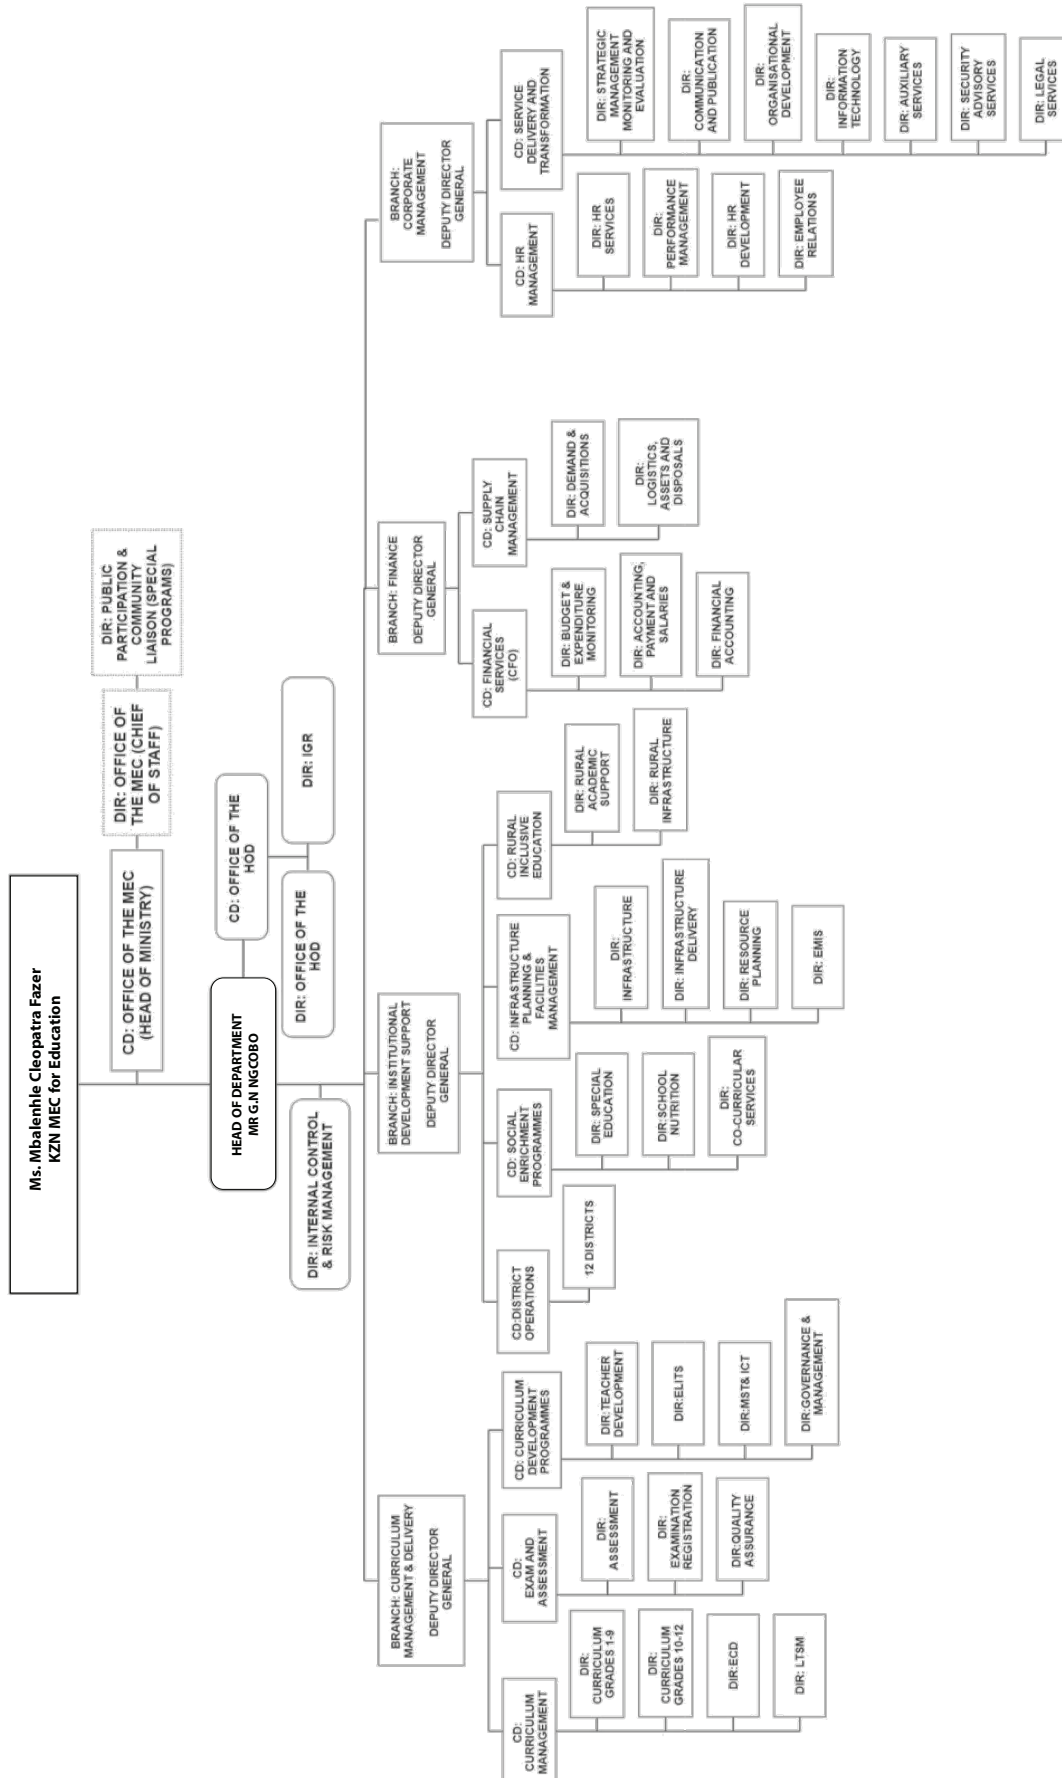 Ms. Mbalenhle Cleopatra Fazer
KZN MEC for Education
CD: OFFICE OF THE MEC
(HEAD OF MINISTRY)
DIR: OFFICE OF
THE MEC (CHIEF
OF STAFF)
DIR: PUBLIC
PARTICIPATION &
COMMUNITY
LIAISON (SPECIAL
PROGRAMS)
HEAD OF DEPARTMENT
MR G.N NGCOBO
CD: OFFICE OF THE
HOD
DIR: OFFICE OF THE
HOD
DIR: IGR
DIR: INTERNAL CONTROL
& RISK MANAGEMENT
BRANCH: CURRICULUM
MANAGEMENT & DELIVERY
DEPUTY DIRECTOR
GENERAL
CD:
CURRICULUM
MANAGEMENT
DIR:
CURRICULUM
GRADES 1-9
DIR:
CURRICULUM
GRADES 10-12
DIR:ECD
DIR: LTSM
CD:
EXAM AND
ASSESSMENT
DIR:
ASSESSMENT
DIR:
EXAMINATION
REGISTRATION
DIR:QUALITY
ASSURANCE
CD: CURRICULUM
DEVELOPMENT
PROGRAMMES
DIR:TEACHER
DEVELOPMENT
DIR:ELITS
DIR:MST& ICT
DIR:GOVERNANCE &
MANAGEMENT
BRANCH: INSTITUTIONAL
DEVELOPMENT SUPPORT
DEPUTY DIRECTOR
GENERAL
CD:DISTRICT
OPERATIONS
12 DISTRICTS
CD: SOCIAL
ENRICHMENT
PROGRAMMES
DIR: SPECIAL
EDUCATION
DIR:SCHOOL
NUTRITION
DIR:
CO-CURRICULAR
SERVICES
CD: INFRASTRUCTURE
PLANNING &
FACILITIES
MANAGEMENT
DIR:
INFRASTRUCTURE
DIR: INFRASTRUCTURE
DELIVERY
DIR: RESOURCE
PLANNING
DIR: EMIS
CD: RURAL
INCLUSIVE
EDUCATION
DIR: RURAL
ACADEMIC
SUPPORT
DIR: RURAL
INFRASTRUCTURE
BRANCH: FINANCE
DEPUTY DIRECTOR
GENERAL
CD: FINANCIAL
SERVICES
(CFO)
DIR: BUDGET &
EXPENDITURE
MONITORING
DIR: ACCOUNTING,
PAYMENT AND
SALARIES
DIR: FINANCIAL
ACCOUNTING
CD: SUPPLY
CHAIN
MANAGEMENT
DIR: DEMAND &
ACQUISITIONS
DIR:
LOGISTICS,
ASSETS AND
DISPOSALS
BRANCH:
CORPORATE
MANAGEMENT
DEPUTY DIRECTOR
GENERAL
CD: HR
MANAGEMENT
DIR: HR
SERVICES
DIR:
PERFORMANCE
MANAGEMENT
DIR: HR
DEVELOPMENT
DIR: EMPLOYEE
RELATIONS
CD: SERVICE
DELIVERY AND
TRANSFORMATION
DIR: STRATEGIC
MANAGEMENT
MONITORING AND
EVALUATION
DIR:
COMMUNICATION
AND PUBLICATION
DIR:
ORGANISATIONAL
DEVELOPMENT
DIR:
INFORMATION
TECHNOLOGY
DIR: AUXILIARY
SERVICES
DIR: SECURITY
ADVISORY
SERVICES
DIR: LEGAL
SERVICES